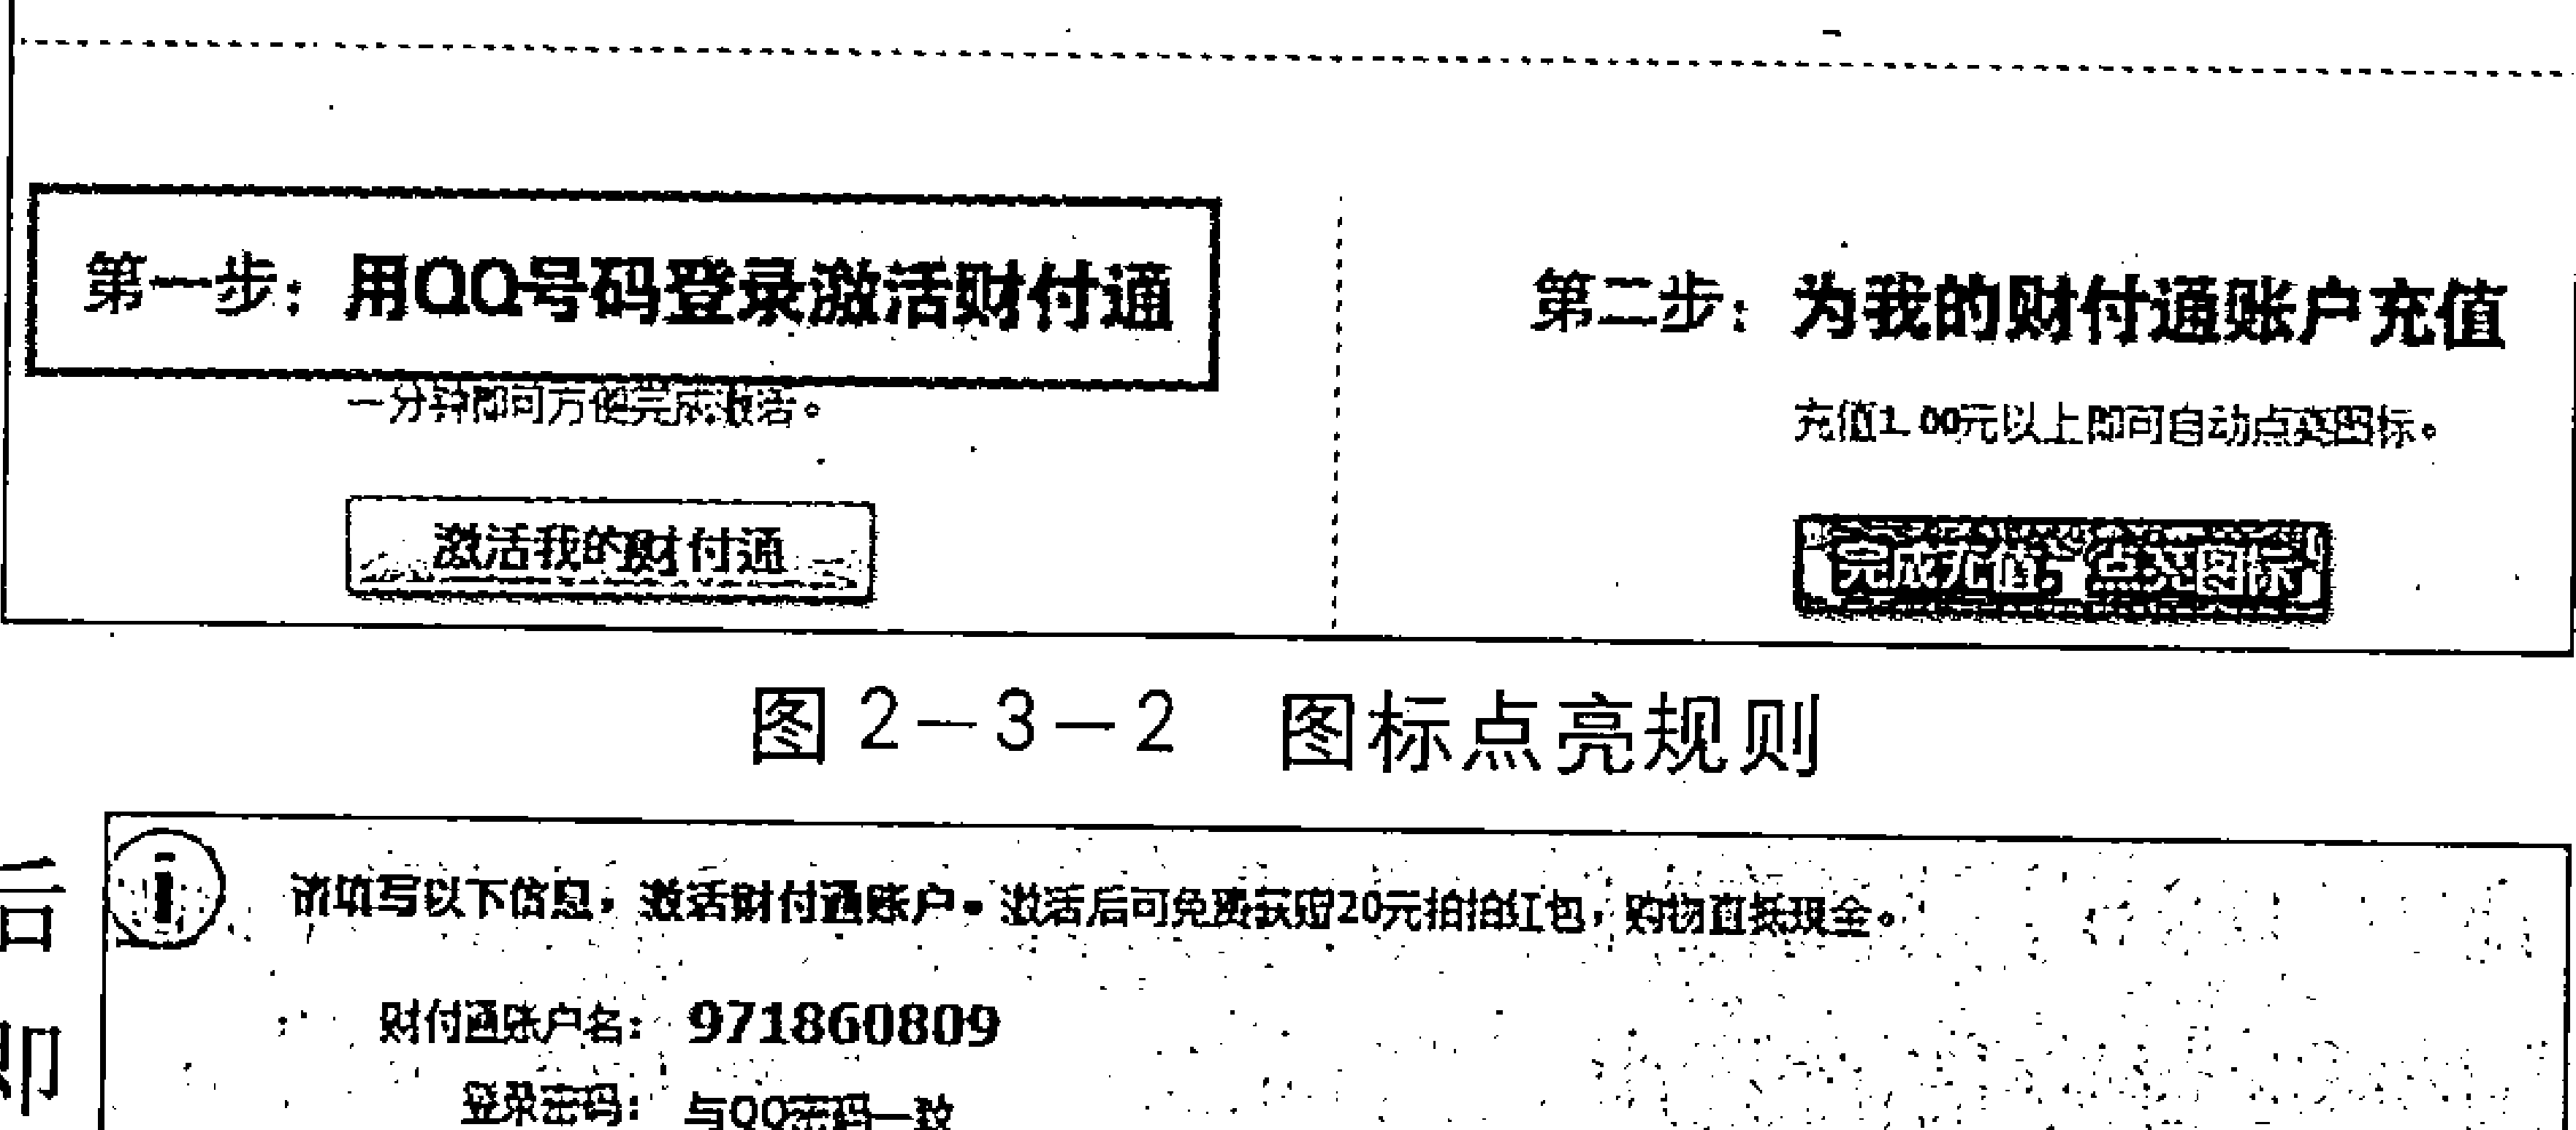 第一步：用QQ号码登录激活财付通
一分钟即可方便完成激活。
激活我的财付通
第二步：为我的财付通账户充值
充值1.00元以上即可自动点亮图标。
完成充值，点亮图标
图2－3－2　图标点亮规则
后
即
请填写以下信息，激活财付通账户。激活后可免费获赠20元拍拍红包，购物直抵现金。
财付通账户名：971860809
登录密码：与QQ密码一致